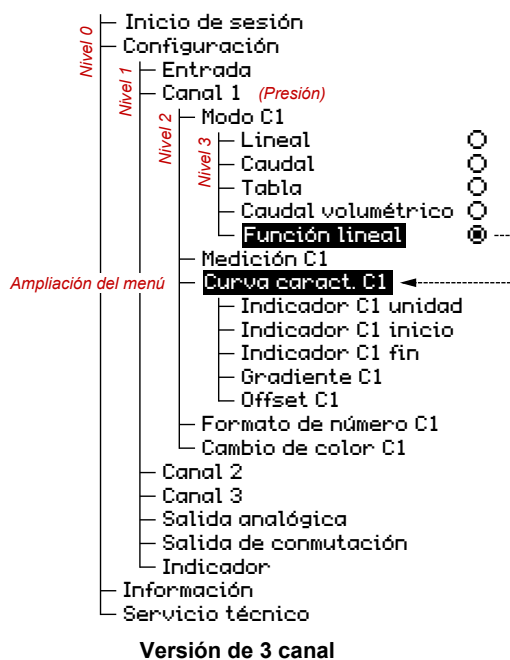 Nivel 0
Inicio de sesión
Configuración
Nivel 1
Entrada
Canal 1 (Presión)
Nivel 2
Modo C1
Nivel 3
Lineal
Caudal
Tabla
Caudal volumétrico
Función lineal
Medición C1
Ampliación del menú
Curva caract. C1
Indicador C1 unidad
Indicador C1 inicio
Indicador C1 fin
Gradiente C1
Offset C1
Formato de número C1
Cambio de color C1
Canal 2
Canal 3
Salida analógica
Salida de conmutación
Indicador
Información
Servicio técnico
Versión de 3 canal